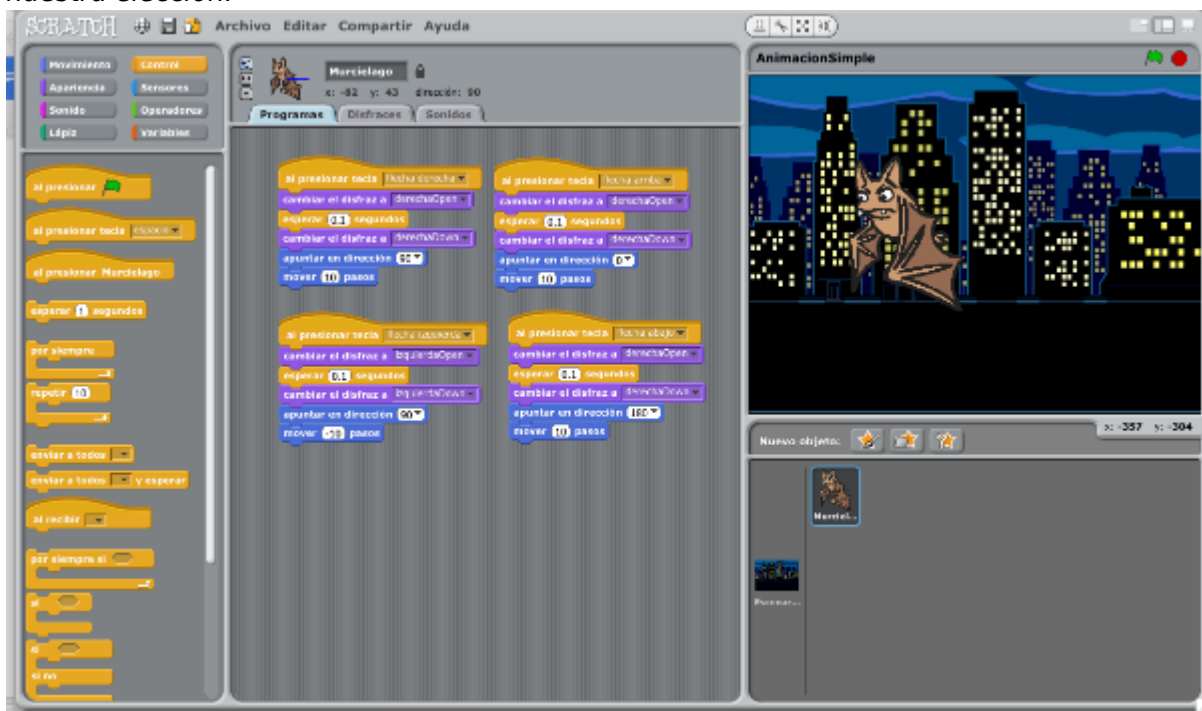 nuestra elección.
SCRATCH Archivo Editar Compartir Ayuda
Movimiento Control
Apariencia Sensores
Sonido Operadores
Lápiz Variables
Murcielago
x: -82 y: 43 dirección: 90
Programas Disfraces Sonidos
al presionar
al presionar tecla espacio
al presionar Murcielago
esperar 1 segundos
por siempre
repetir 10
enviar a todos
enviar a todos y esperar
al recibir
por siempre si
si
si
si no
al presionar tecla flecha derecha
cambiar el disfraz a derechaOpen
esperar 0.1 segundos
cambiar el disfraz a derechaDown
apuntar en dirección 90
mover 10 pasos
al presionar tecla flecha arriba
cambiar el disfraz a derechaOpen
esperar 0.1 segundos
cambiar el disfraz a derechaDown
apuntar en dirección 0
mover 10 pasos
al presionar tecla flecha izquierda
cambiar el disfraz a izquierdaOpen
esperar 0.1 segundos
cambiar el disfraz a izquierdaDown
apuntar en dirección 90
mover -10 pasos
al presionar tecla flecha abajo
cambiar el disfraz a derechaOpen
esperar 0.1 segundos
cambiar el disfraz a derechaDown
apuntar en dirección 180
mover 10 pasos
AnimacionSimple
x: -357 y: -304
Nuevo objeto:
Murciel...
Escenar...